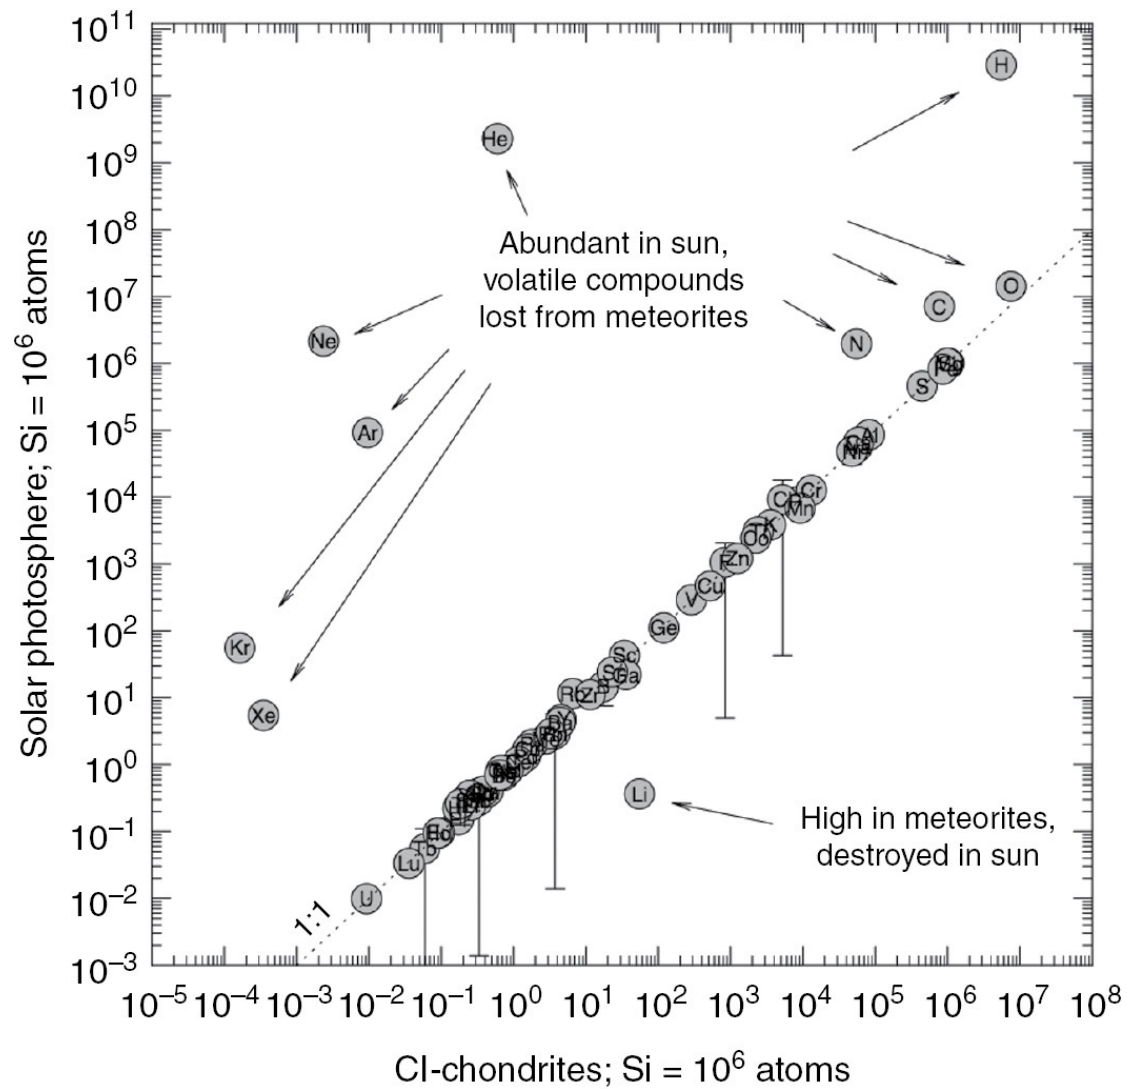 10¹¹
10¹⁰
10⁹
10⁸
10⁷
10⁶
10⁵
10⁴
10³
10²
10¹
10⁰
10⁻¹
10⁻²
10⁻³
Solar photosphere; Si = 10⁶ atoms
H
He
Abundant in sun,
volatile compounds
lost from meteorites
O
C
Ne
N
S
Ar
Al
Cr
Mn
K
Zn
Cu
V
Kr
Ge
Sc
Ga
Rb
Zr
Xe
Li
High in meteorites,
destroyed in sun
Tb
Lu
U
1:1
10⁻⁵ 10⁻⁴ 10⁻³ 10⁻² 10⁻¹ 10⁰ 10¹ 10² 10³ 10⁴ 10⁵ 10⁶ 10⁷ 10⁸
CI-chondrites; Si = 10⁶ atoms